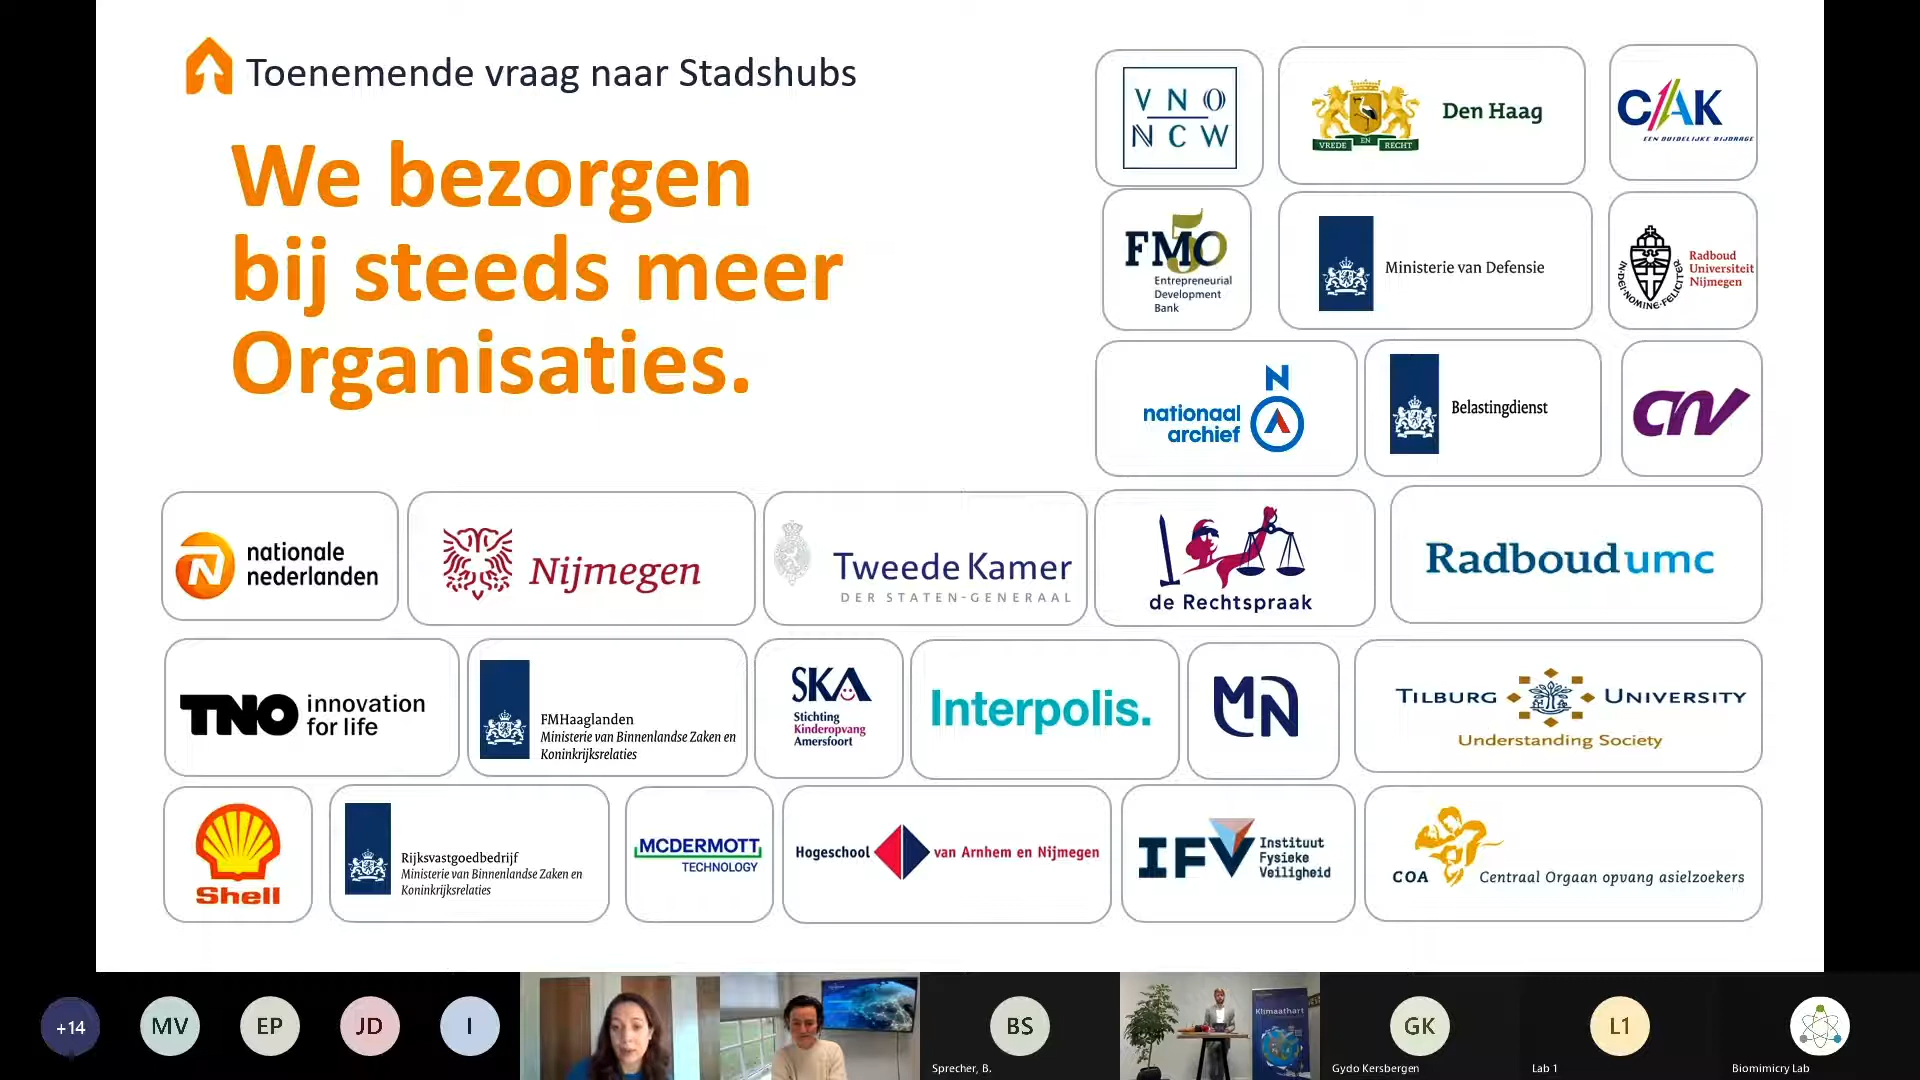 Toenemende vraag naar Stadshubs
We bezorgen
bij steeds meer
Organisaties.
VNO
NCW
VREDE EN RECHT
Den Haag
CAK
EEN DUIDELIJKE BIJDRAGE
FMO
5
Entrepreneurial
Development
Bank
Ministerie van Defensie
IN·DEI·NOMINE·FELICITER
Radboud
Universiteit
Nijmegen
nationaal
archief
N
Belastingdienst
cnv
N
nationale
nederlanden
Nijmegen
Tweede Kamer
DER STATEN-GENERAAL
de Rechtspraak
Radboudumc
TNO innovation
for life
FMHaaglanden
Ministerie van Binnenlandse Zaken en
Koninkrijksrelaties
SKA
Stichting
Kinderopvang
Amersfoort
Interpolis.
MN
TILBURG UNIVERSITY
Understanding Society
Shell
Rijksvastgoedbedrijf
Ministerie van Binnenlandse Zaken en
Koninkrijksrelaties
MCDERMOTT
TECHNOLOGY
Hogeschool van Arnhem en Nijmegen
IFV Instituut
Fysieke
Veiligheid
COA Centraal Orgaan opvang asielzoekers
+14
MV
EP
JD
I
BS
Sprecher, B.
Klimaathart
GK
Gydo Kersbergen
L1
Lab 1
Biomimicry Lab